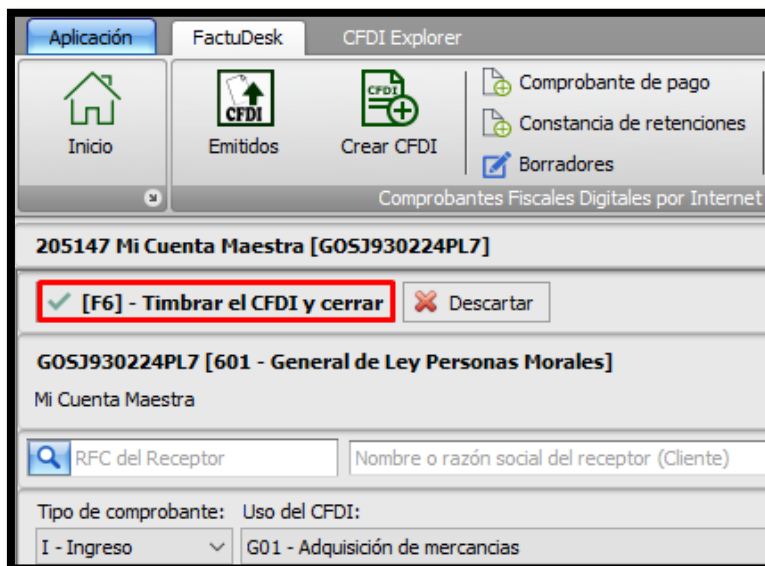 Aplicación FactuDesk CFDI Explorer
CFDI
CFDI
Comprobante de pago
Constancia de retenciones
Borradores
Inicio Emitidos Crear CFDI
Comprobantes Fiscales Digitales por Internet
205147 Mi Cuenta Maestra [GOSJ930224PL7]
[F6] - Timbrar el CFDI y cerrar Descartar
GOSJ930224PL7 [601 - General de Ley Personas Morales]
Mi Cuenta Maestra
RFC del Receptor Nombre o razón social del receptor (Cliente)
Tipo de comprobante: Uso del CFDI:
I - Ingreso G01 - Adquisición de mercancias